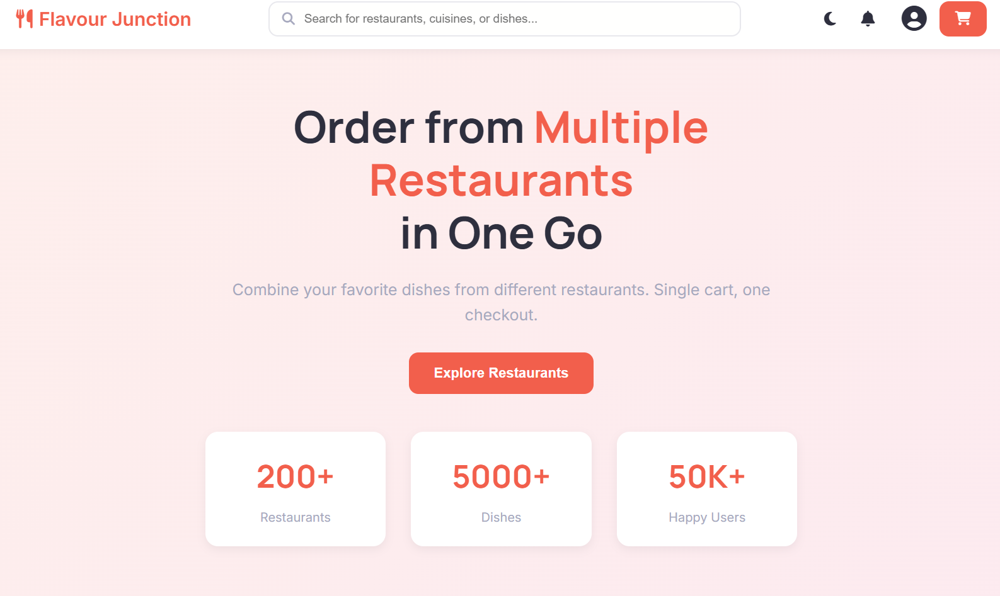 Flavour Junction
Search for restaurants, cuisines, or dishes...
Order from Multiple
Restaurants
in One Go
Combine your favorite dishes from different restaurants. Single cart, one
checkout.
Explore Restaurants
200+
Restaurants
5000+
Dishes
50K+
Happy Users